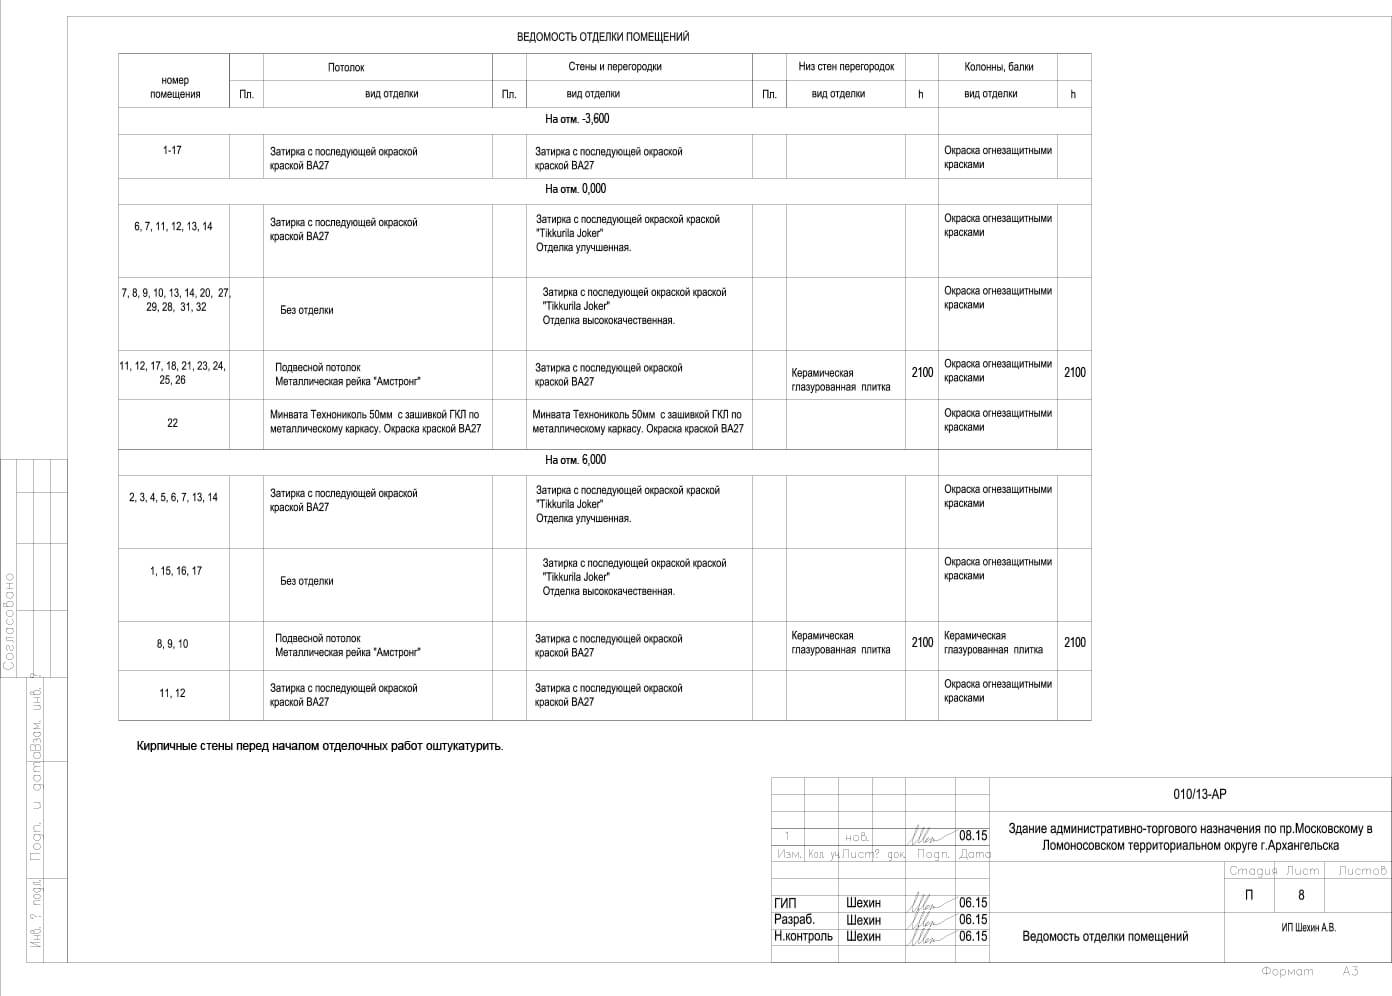 ВЕДОМОСТЬ ОТДЕЛКИ ПОМЕЩЕНИЙ
номер помещения
Потолок
Стены и перегородки
Низ стен перегородок
Колонны, балки
Пл.
вид отделки
Пл.
вид отделки
Пл.
вид отделки
h
вид отделки
h
На отм. -3,600
1-17
Затирка с последующей окраской
краской ВА27
Затирка с последующей окраской
краской ВА27
Окраска огнезащитными
красками
На отм. 0,000
6, 7, 11, 12, 13, 14
Затирка с последующей окраской
краской ВА27
Затирка с последующей окраской краской
"Tikkurila Joker"
Отделка улучшенная.
Окраска огнезащитными
красками
7, 8, 9, 10, 13, 14, 20, 27,
29, 28, 31, 32
Без отделки
Затирка с последующей окраской краской
"Tikkurila Joker"
Отделка высококачественная.
Окраска огнезащитными
красками
11, 12, 17, 18, 21, 23, 24,
25, 26
Подвесной потолок
Металлическая рейка "Амстронг"
Затирка с последующей окраской
краской ВА27
Керамическая
глазурованная плитка
2100
Окраска огнезащитными
красками
2100
22
Минвата Технониколь 50мм с зашивкой ГКЛ по
металлическому каркасу. Окраска краской ВА27
Минвата Технониколь 50мм с зашивкой ГКЛ по
металлическому каркасу. Окраска краской ВА27
Окраска огнезащитными
красками
На отм. 6,000
2, 3, 4, 5, 6, 7, 13, 14
Затирка с последующей окраской
краской ВА27
Затирка с последующей окраской краской
"Tikkurila Joker"
Отделка улучшенная.
Окраска огнезащитными
красками
1, 15, 16, 17
Без отделки
Затирка с последующей окраской краской
"Tikkurila Joker"
Отделка высококачественная.
Окраска огнезащитными
красками
8, 9, 10
Подвесной потолок
Металлическая рейка "Амстронг"
Затирка с последующей окраской
краской ВА27
Керамическая
глазурованная плитка
2100
Керамическая
глазурованная плитка
2100
11, 12
Затирка с последующей окраской
краской ВА27
Затирка с последующей окраской
краской ВА27
Окраска огнезащитными
красками
Кирпичные стены перед началом отделочных работ оштукатурить.
Согласовано
Взам. инв. ?
Подп. и дата
Инв. ? подл.
010/13-АР
1 нов. 08.15
Изм. Кол. уч. Лист ? док. Подп. Дата
Здание административно-торгового назначения по пр.Московскому в
Ломоносовском территориальном округе г.Архангельска
Стадия Лист Листов
П 8
ГИП Шехин 06.15
Разраб. Шехин 06.15
Н.контроль Шехин 06.15
Ведомость отделки помещений
ИП Шехин А.В.
Формат А3